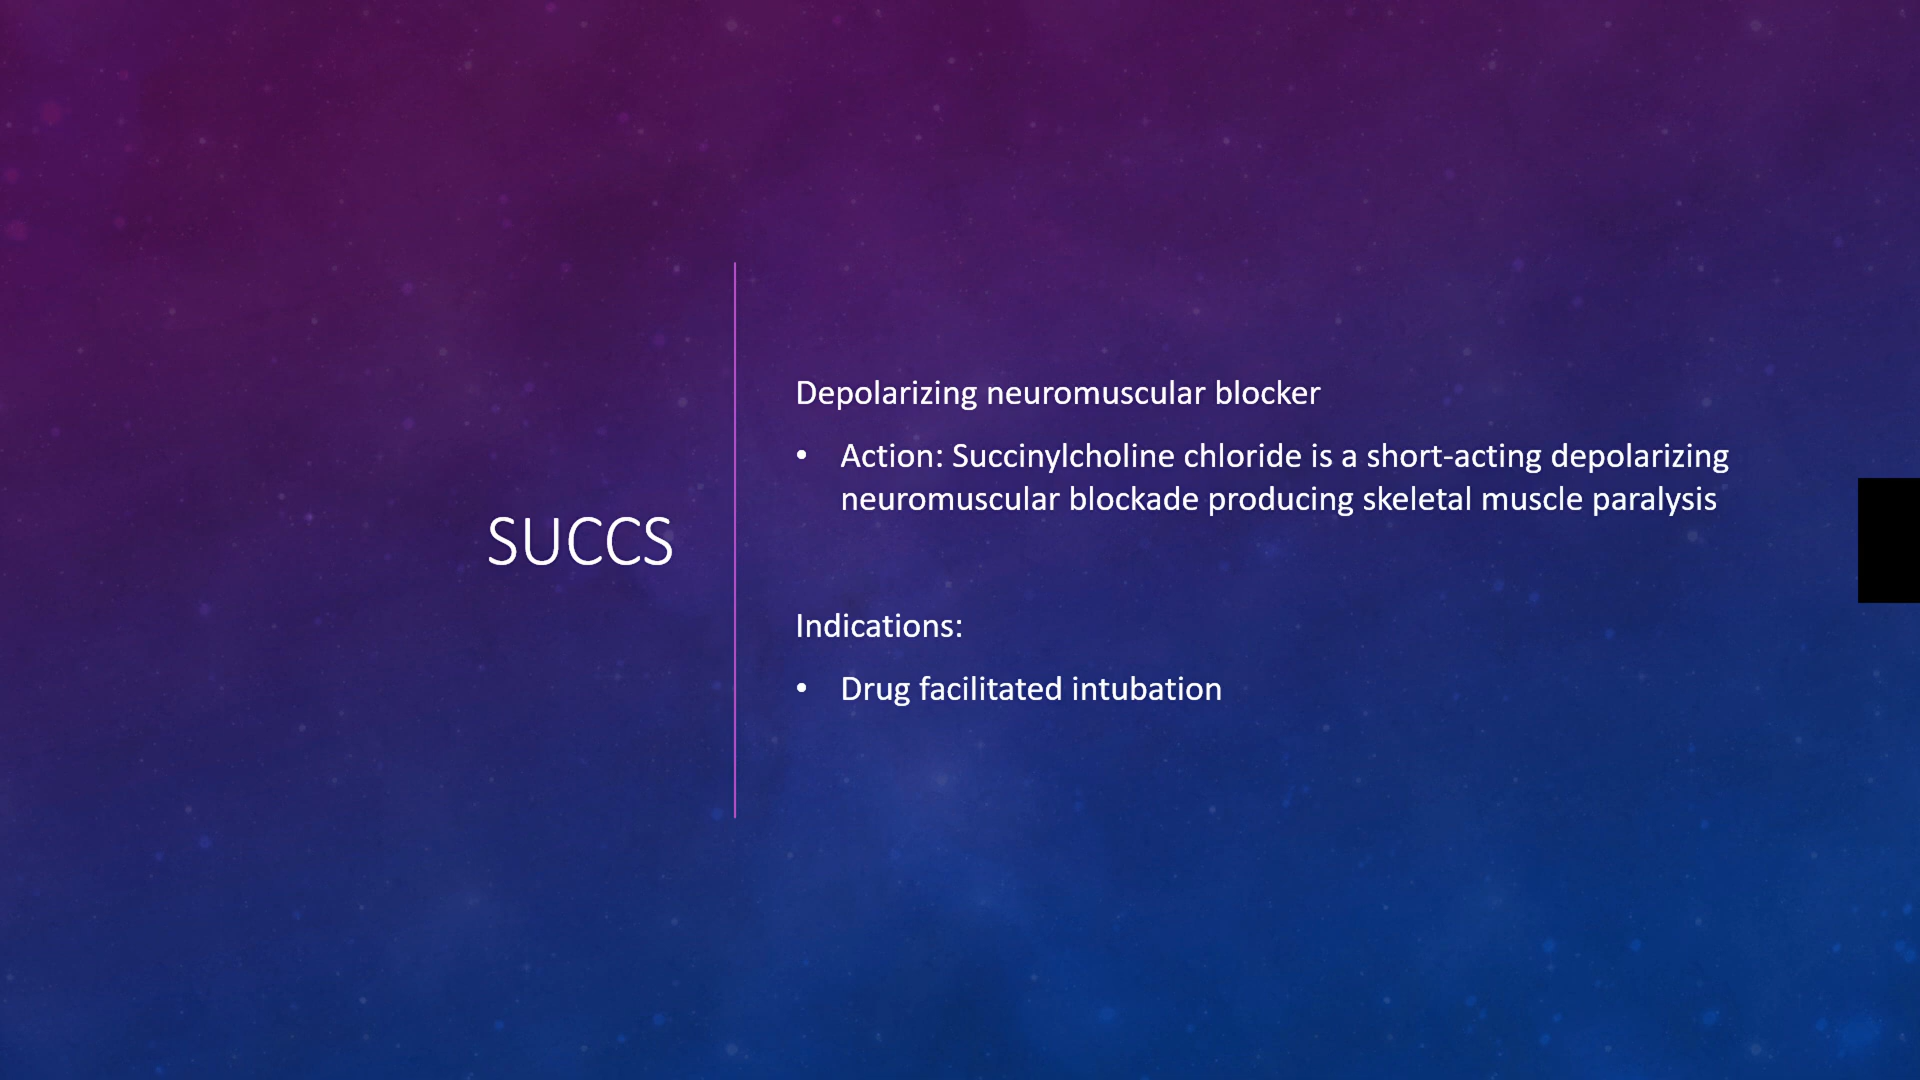 SUCCS
Depolarizing neuromuscular blocker
• Action: Succinylcholine chloride is a short-acting depolarizing
neuromuscular blockade producing skeletal muscle paralysis
Indications:
• Drug facilitated intubation